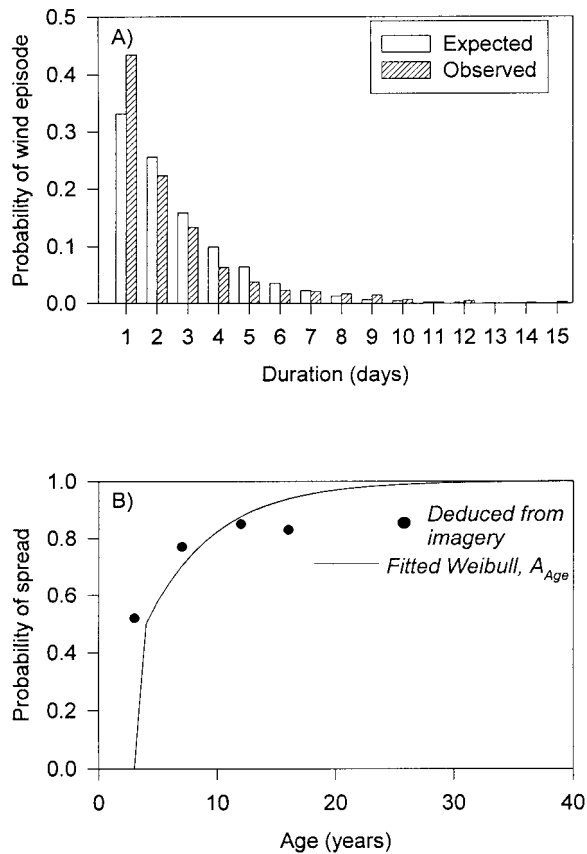 A)
Expected
Observed
Probability of wind episode
0.5
0.4
0.3
0.2
0.1
0.0
1 2 3 4 5 6 7 8 9 10 11 12 13 14 15
Duration (days)
B)
Deduced from
imagery
Fitted Weibull, A_Age
Probability of spread
1.0
0.8
0.6
0.4
0.2
0.0
0 10 20 30 40
Age (years)